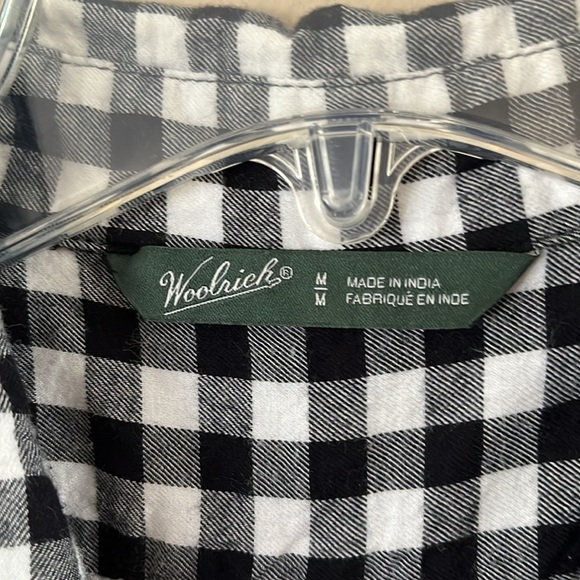 Woolrich®
M
M
MADE IN INDIA
FABRIQUÉ EN INDE